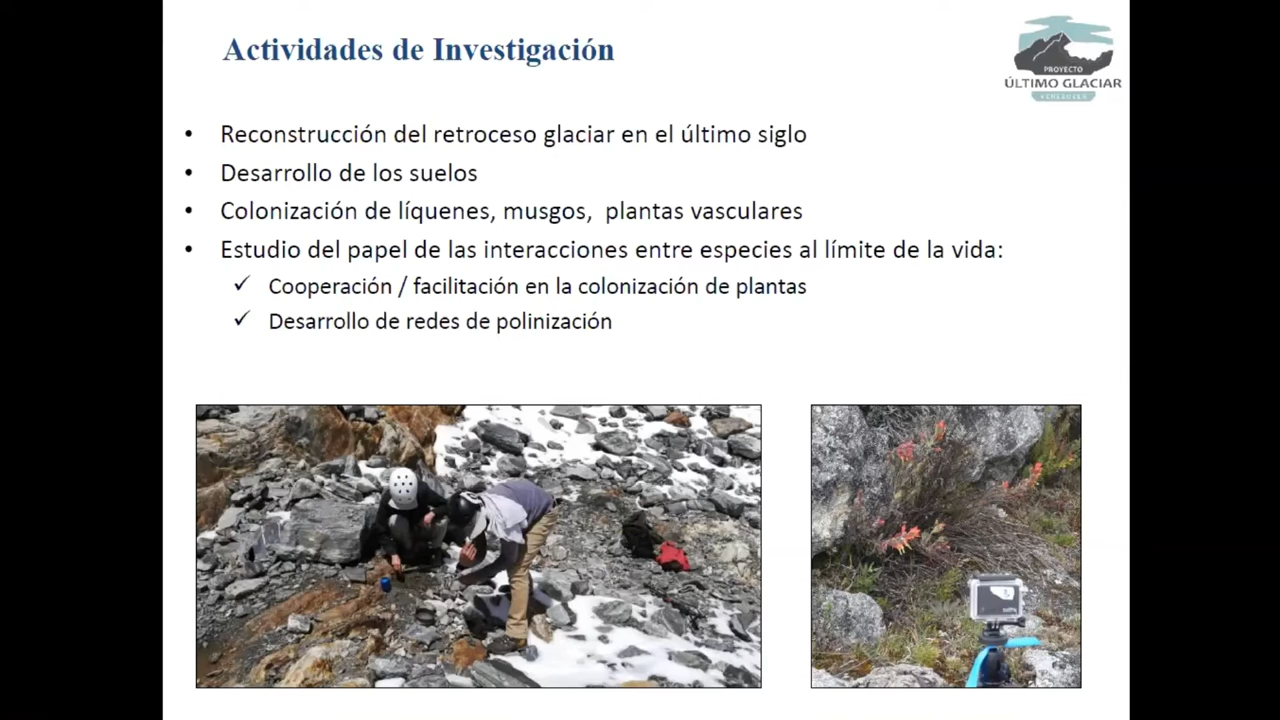 Actividades de Investigación
PROYECTO
ÚLTIMO GLACIAR
VENEZUELA
• Reconstrucción del retroceso glaciar en el último siglo
• Desarrollo de los suelos
• Colonización de líquenes, musgos, plantas vasculares
• Estudio del papel de las interacciones entre especies al límite de la vida:
✓ Cooperación / facilitación en la colonización de plantas
✓ Desarrollo de redes de polinización